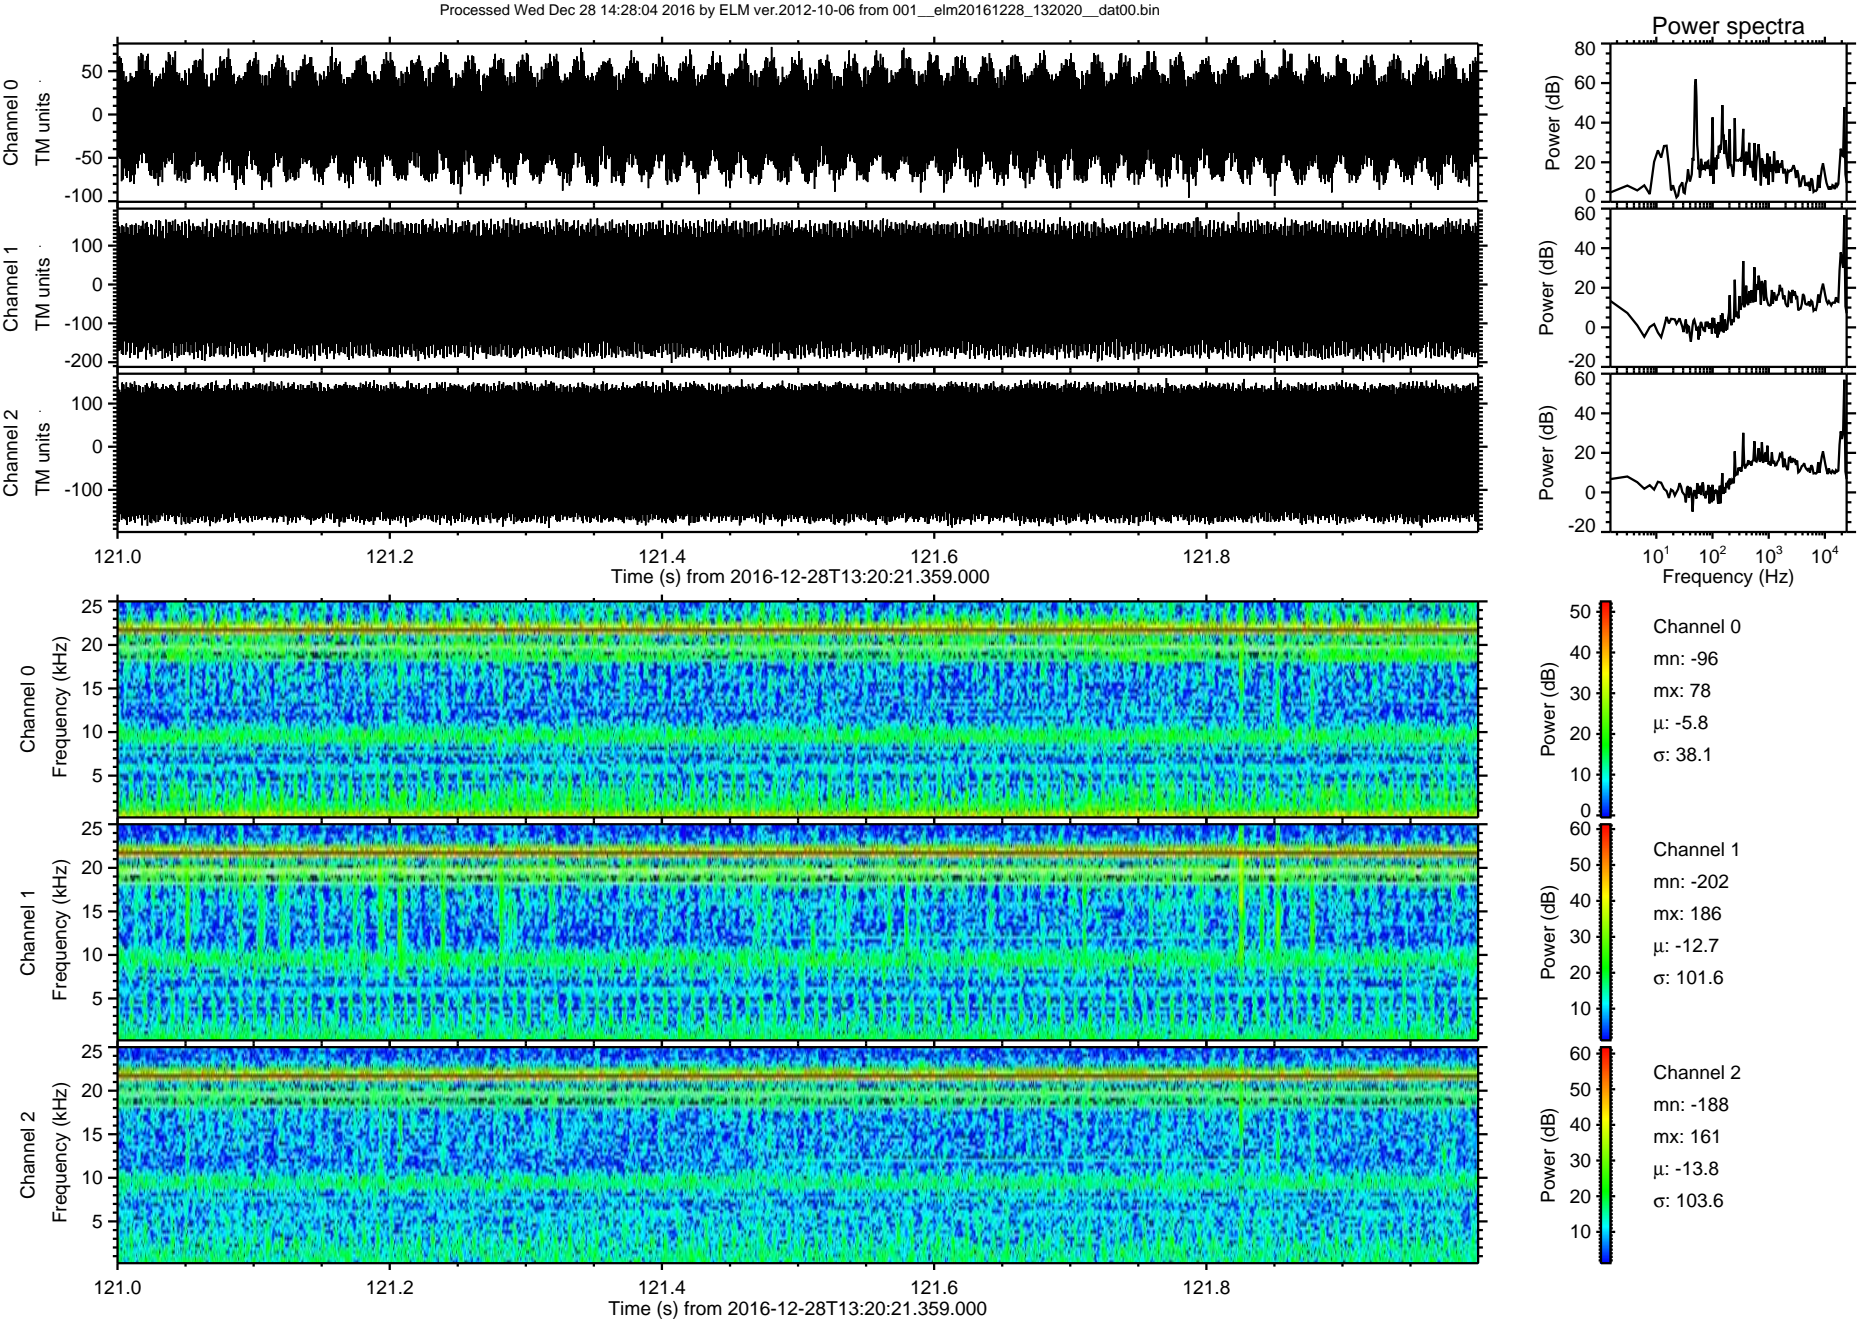 Processed Wed Dec 28 14:28:04 2016 by ELM ver.2012-10-06 from 001__elm20161228_132020__dat00.bin
Power spectra
Channel 0
TM units
50
0
-50
-100
Power (dB)
80
60
40
20
0
Channel 1
TM units
100
0
-100
-200
Power (dB)
60
40
20
0
-20
Channel 2
TM units
100
0
-100
Power (dB)
60
40
20
0
-20
121.0 121.2 121.4 121.6 121.8
Time (s) from 2016-12-28T13:20:21.359.000
10¹ 10² 10³ 10⁴
Frequency (Hz)
Channel 0
Frequency (kHz)
25
20
15
10
5
Power (dB)
50
40
30
20
10
0
Channel 0
mn: -96
mx: 78
μ: -5.8
σ: 38.1
Channel 1
Frequency (kHz)
25
20
15
10
5
Power (dB)
60
50
40
30
20
10
Channel 1
mn: -202
mx: 186
μ: -12.7
σ: 101.6
Channel 2
Frequency (kHz)
25
20
15
10
5
Power (dB)
60
50
40
30
20
10
Channel 2
mn: -188
mx: 161
μ: -13.8
σ: 103.6
121.0 121.2 121.4 121.6 121.8
Time (s) from 2016-12-28T13:20:21.359.000